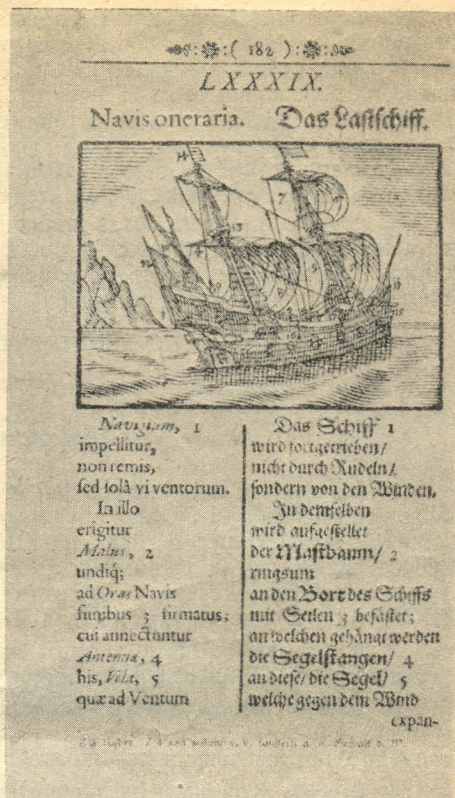 :( 182 ):
LXXXIX.
Navis oneraria. Das Lastschiff.
Navigium, 1
impellitur,
non remis,
sed solâ vi ventorum.
In illo
erigitur
Malus, 2
undiq;
ad Oras Navis
funibus 3 firmatus;
cui annectuntur
Antennæ, 4
his, Vela, 5
quæ ad Ventum
Das Schiff 1
wird fortgetrieben/
nicht durch Rudeln/
sondern von den Winden.
In demselben
wird aufgestellet
der Mastbaum/ 2
ringsum
an den Bort des Schiffs
mit Seilen 3 befästet;
an welchen gehängt werden
die Segelstangen/ 4
an diese/ die Segel/ 5
welche gegen dem Wind
expan-